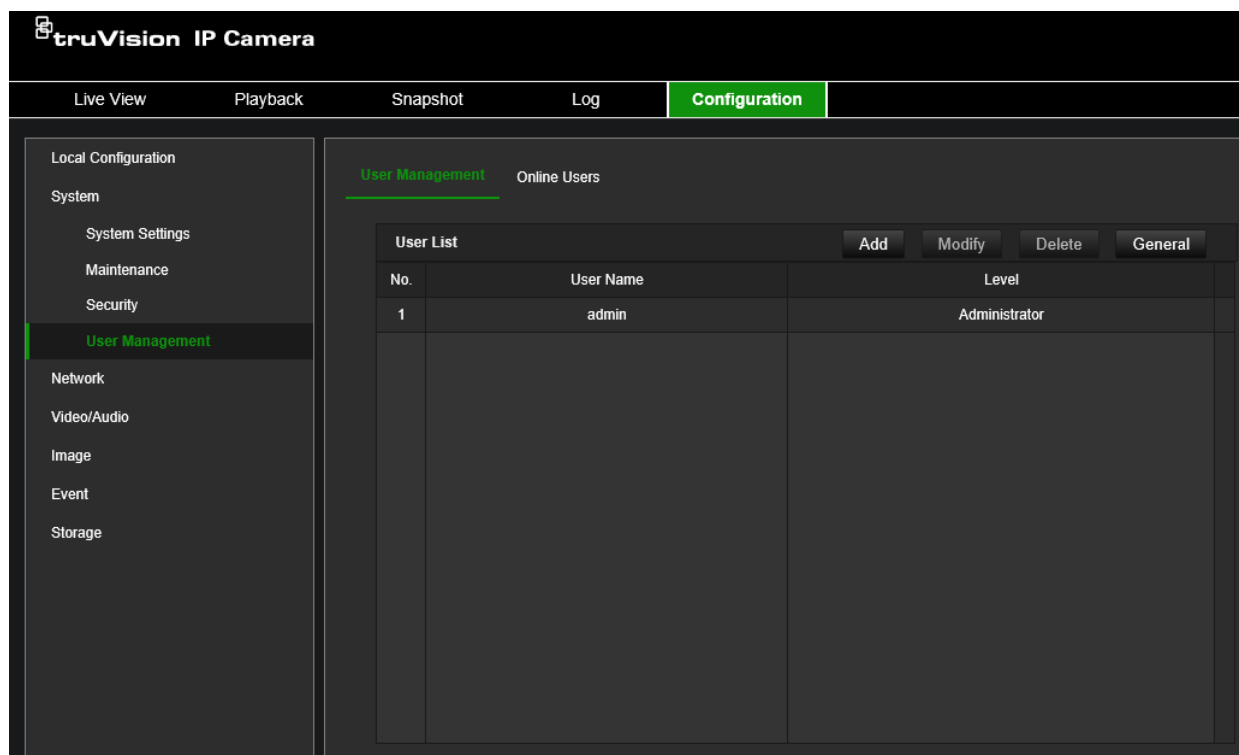 truVision IP Camera
Live View Playback Snapshot Log Configuration
Local Configuration
System
System Settings
Maintenance
Security
User Management
Network
Video/Audio
Image
Event
Storage
User Management Online Users
User List Add Modify Delete General
No. User Name Level
1 admin Administrator